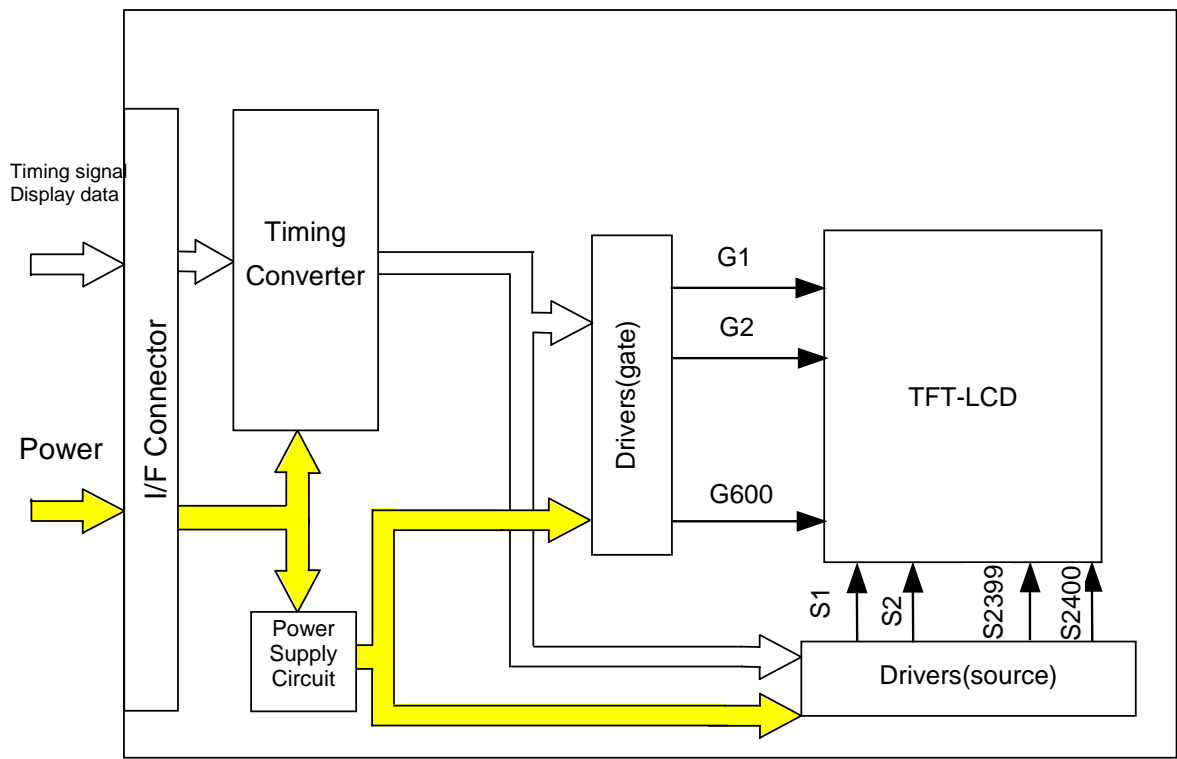 Timing signal
Display data
Power
I/F Connector
Timing
Converter
Power
Supply
Circuit
Drivers(gate)
G1
G2
G600
TFT-LCD
S1
S2
S2399
S2400
Drivers(source)